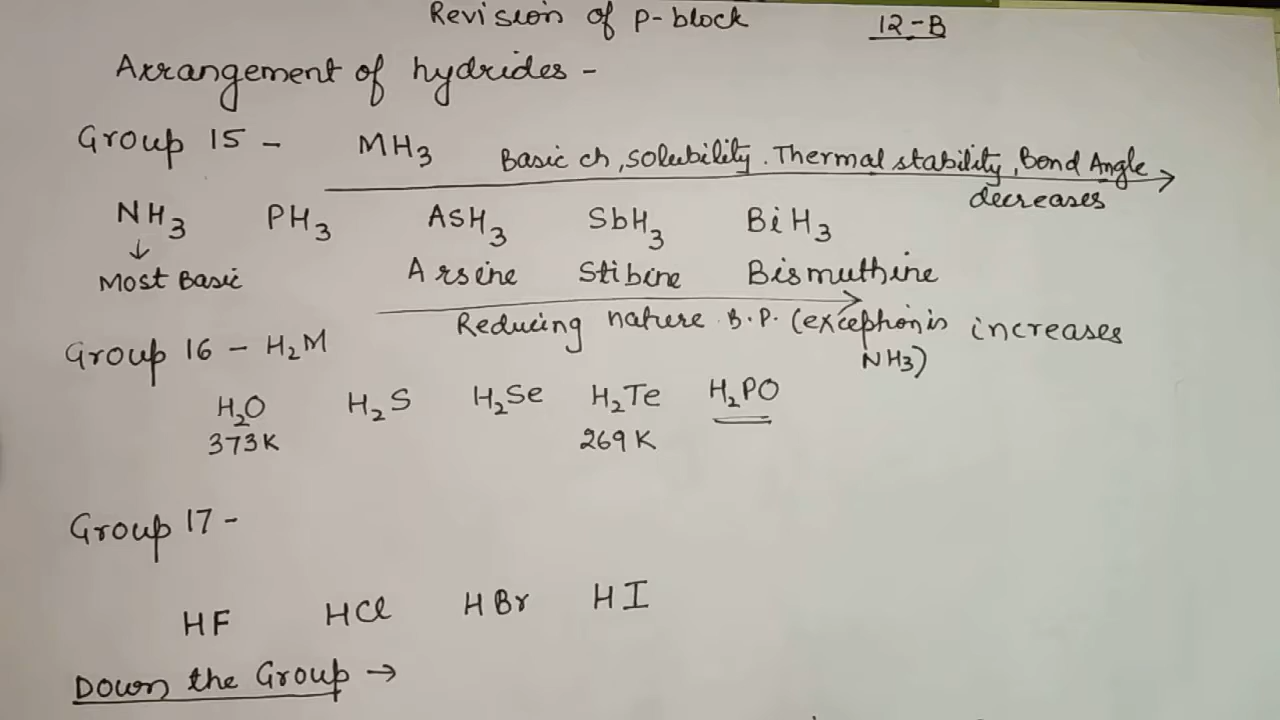 Revision of p-block 12-B
Arrangement of hydrides -
Group 15 - MH₃ Basic ch, solubility. Thermal stability, Bond Angle
decreases
NH₃ PH₃ AsH₃ SbH₃ BiH₃
↓
Most Basic Arsine Stibine Bismuthine
Reducing nature B.P. (exception is increases
NH₃)
Group 16 - H₂M
H₂O H₂S H₂Se H₂Te H₂PO
373K 269K
Group 17 -
HF HCl HBr HI
Down the Group →